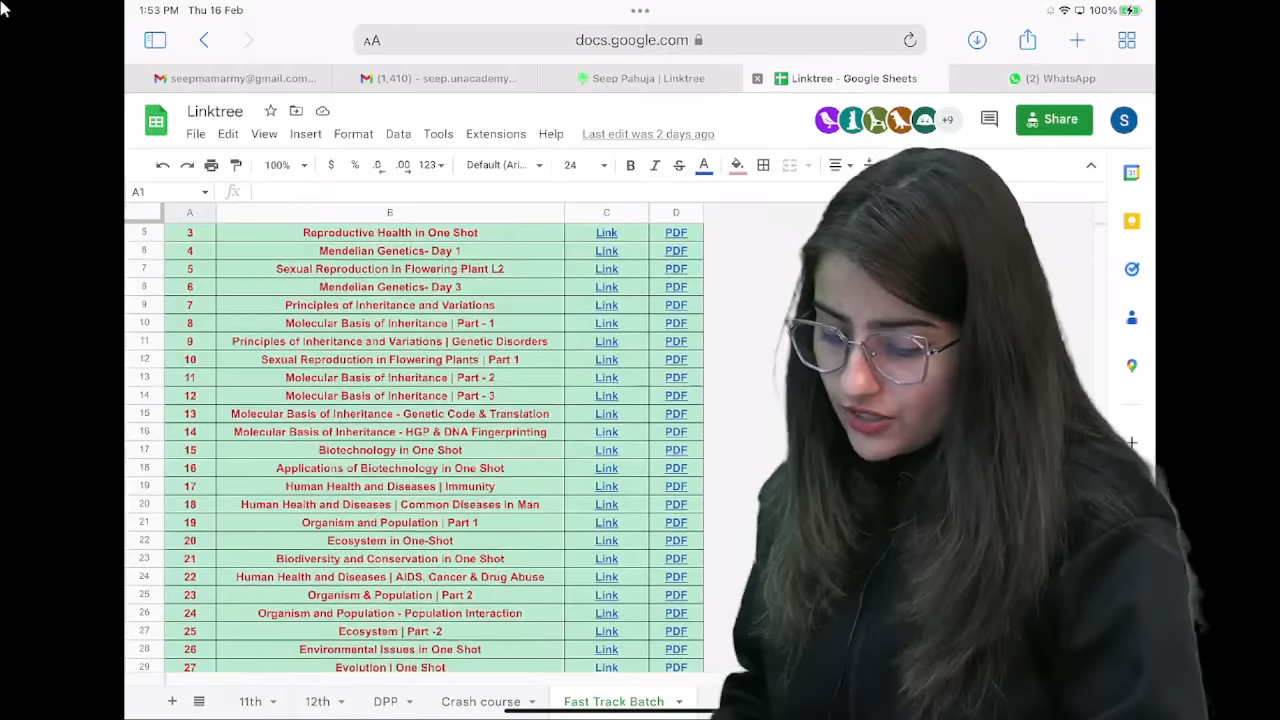 1:53 PM Thu 16 Feb
100%
AA docs.google.com
seepmamarmy@gmail.com...
(1,410) - seep.unacademy...
Seep Pahuja | Linktree
Linktree - Google Sheets
(2) WhatsApp
Linktree
+9
Share
S
File Edit View Insert Format Data Tools Extensions Help Last edit was 2 days ago
100% $ % .0 .00 123 Default (Ari... 24 B I S A
A1 fx
A B C D
5 3 Reproductive Health in One Shot Link PDF
6 4 Mendelian Genetics- Day 1 Link PDF
7 5 Sexual Reproduction in Flowering Plant L2 Link PDF
8 6 Mendelian Genetics- Day 3 Link PDF
9 7 Principles of Inheritance and Variations Link PDF
10 8 Molecular Basis of Inheritance | Part - 1 Link PDF
11 9 Principles of Inheritance and Variations | Genetic Disorders Link PDF
12 10 Sexual Reproduction in Flowering Plants | Part 1 Link PDF
13 11 Molecular Basis of Inheritance | Part - 2 Link PDF
14 12 Molecular Basis of Inheritance | Part - 3 Link PDF
15 13 Molecular Basis of Inheritance - Genetic Code & Translation Link PDF
16 14 Molecular Basis of Inheritance - HGP & DNA Fingerprinting Link PDF
17 15 Biotechnology in One Shot Link PDF
18 16 Applications of Biotechnology in One Shot Link PDF
19 17 Human Health and Diseases | Immunity Link PDF
20 18 Human Health and Diseases | Common Diseases in Man Link PDF
21 19 Organism and Population | Part 1 Link PDF
22 20 Ecosystem in One-Shot Link PDF
23 21 Biodiversity and Conservation in One Shot Link PDF
24 22 Human Health and Diseases | AIDS, Cancer & Drug Abuse Link PDF
25 23 Organism & Population | Part 2 Link PDF
26 24 Organism and Population - Population Interaction Link PDF
27 25 Ecosystem | Part -2 Link PDF
28 26 Environmental Issues in One Shot Link PDF
29 27 Evolution | One Shot Link PDF
11th 12th DPP Crash course Fast Track Batch
31